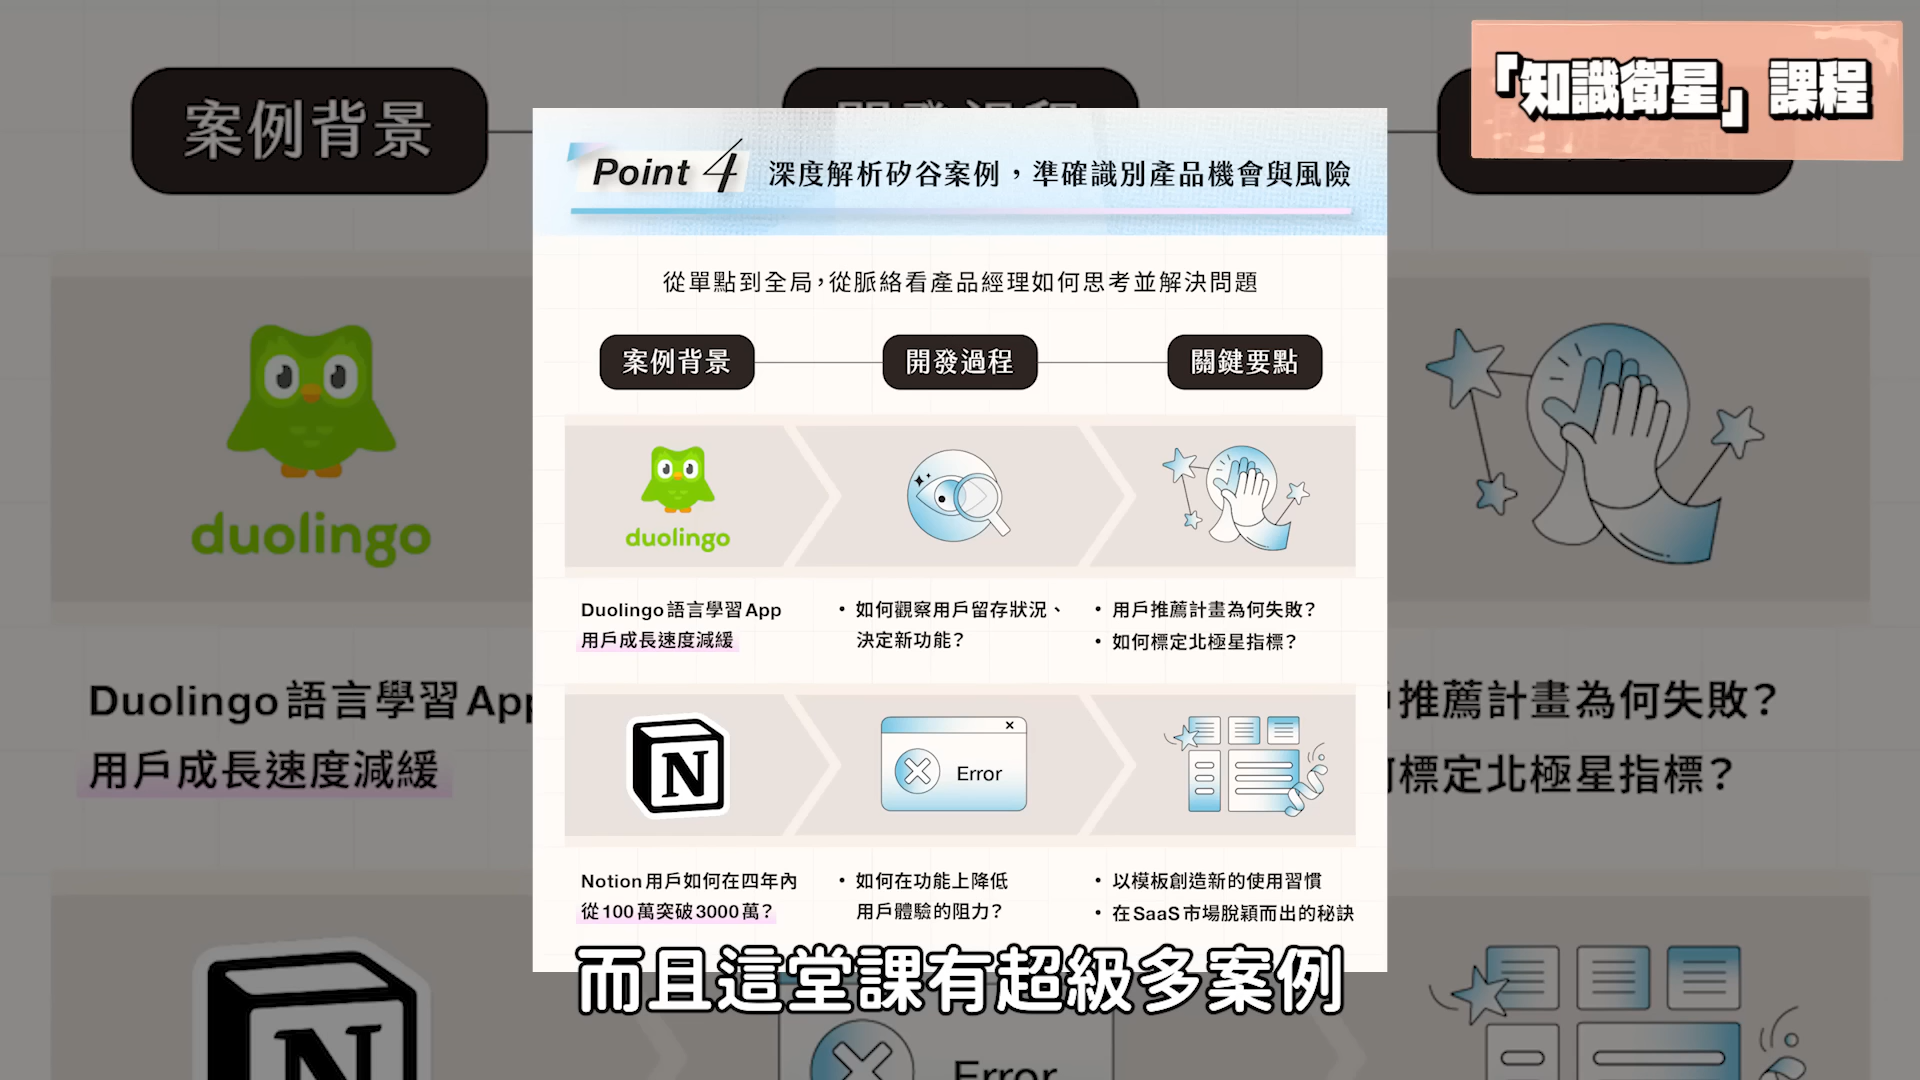 「知識衛星」課程
案例背景
Point 4 深度解析矽谷案例，準確識別產品機會與風險
從單點到全局，從脈絡看產品經理如何思考並解決問題
案例背景
開發過程
關鍵要點
duolingo
Duolingo語言學習App
用戶成長速度減緩
• 如何觀察用戶留存狀況、
決定新功能？
• 用戶推薦計畫為何失敗？
• 如何標定北極星指標？
N
Error
Notion用戶如何在四年內
從100萬突破3000萬？
• 如何在功能上降低
用戶體驗的阻力？
• 以模板創造新的使用習慣
• 在SaaS市場脫穎而出的秘訣
duolingo
Duolingo語言學習App
用戶成長速度減緩
推薦計畫為何失敗？
標定北極星指標？
N
Error
而且這堂課有超級多案例